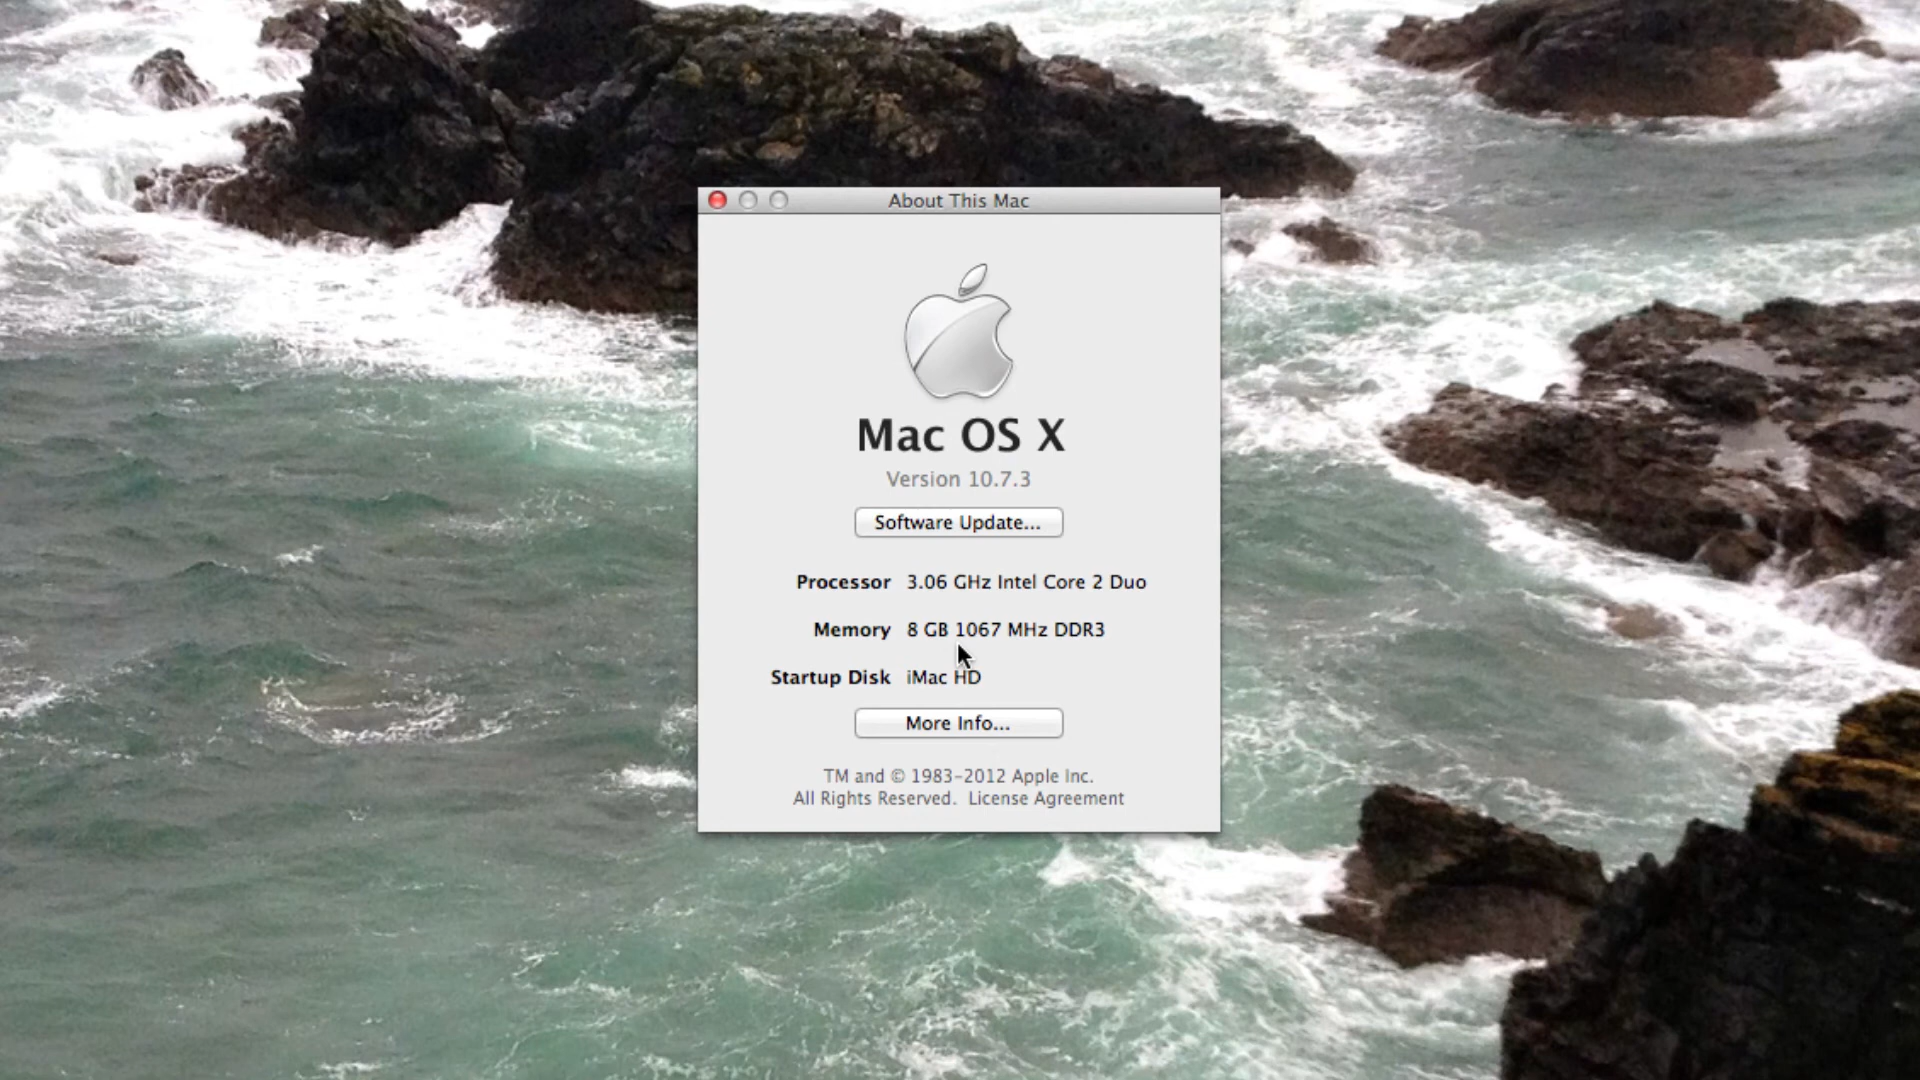 About This Mac
Mac OS X
Version 10.7.3
Software Update...
Processor 3.06 GHz Intel Core 2 Duo
Memory 8 GB 1067 MHz DDR3
Startup Disk iMac HD
More Info...
TM and © 1983–2012 Apple Inc.
All Rights Reserved. License Agreement